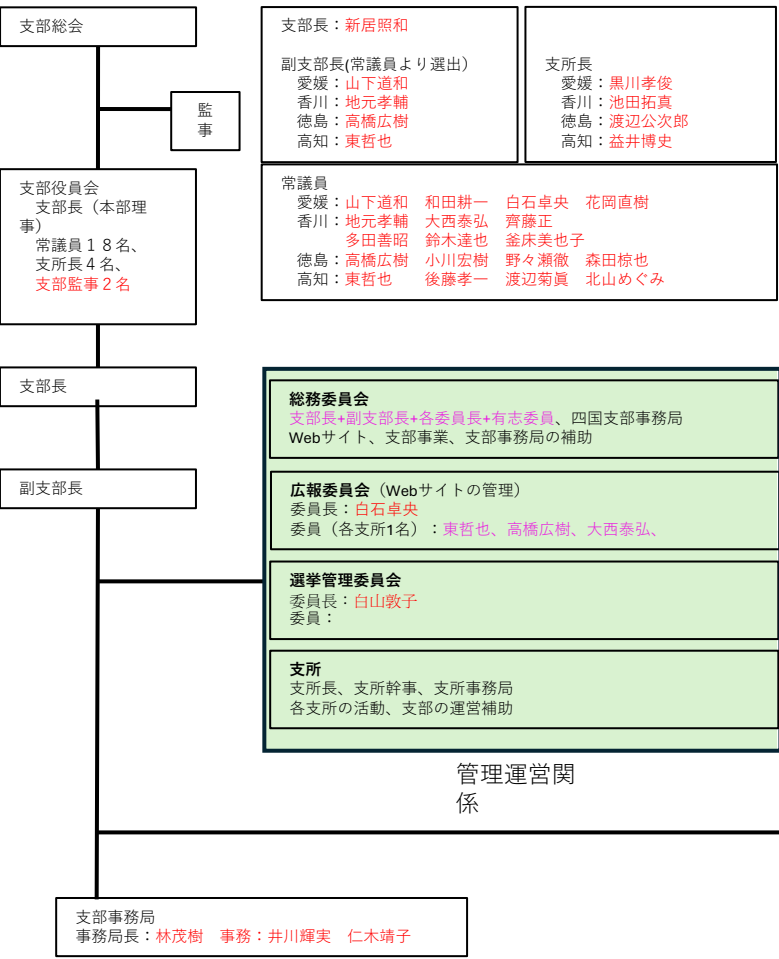 支部総会
監
事
支部役員会
支部長（本部理
事）
常議員１８名、
支所長４名、
支部監事２名
支部長
副支部長
支部長：新居照和
副支部長(常議員より選出）
愛媛：山下道和
香川：地元孝輔
徳島：高橋広樹
高知：東哲也
支所長
愛媛：黒川孝俊
香川：池田拓真
徳島：渡辺公次郎
高知：益井博史
常議員
愛媛：山下道和　和田耕一　白石卓央　花岡直樹
香川：地元孝輔　大西泰弘　齊藤正
多田善昭　鈴木達也　釜床美也子
徳島：高橋広樹　小川宏樹　野々瀬徹　森田椋也
高知：東哲也　後藤孝一　渡辺菊眞　北山めぐみ
総務委員会
支部長+副支部長+各委員長+有志委員、四国支部事務局
Webサイト、支部事業、支部事務局の補助
広報委員会（Webサイトの管理）
委員長：白石卓央
委員（各支所1名）：東哲也、高橋広樹、大西泰弘、
選挙管理委員会
委員長：白山敦子
委員：
支所
支所長、支所幹事、支所事務局
各支所の活動、支部の運営補助
管理運営関
係
支部事務局
事務局長：林茂樹　事務：井川輝実　仁木靖子